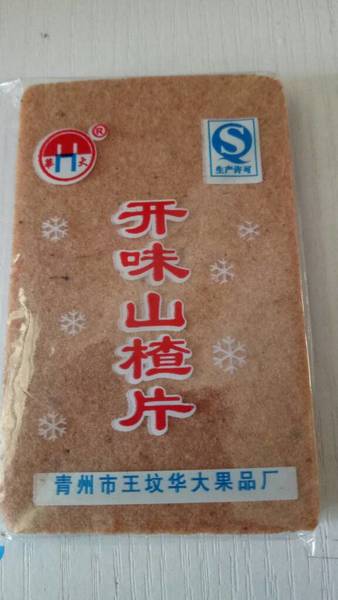 华大
®
生产许可
开味山楂片
青州市王坟华大果品厂